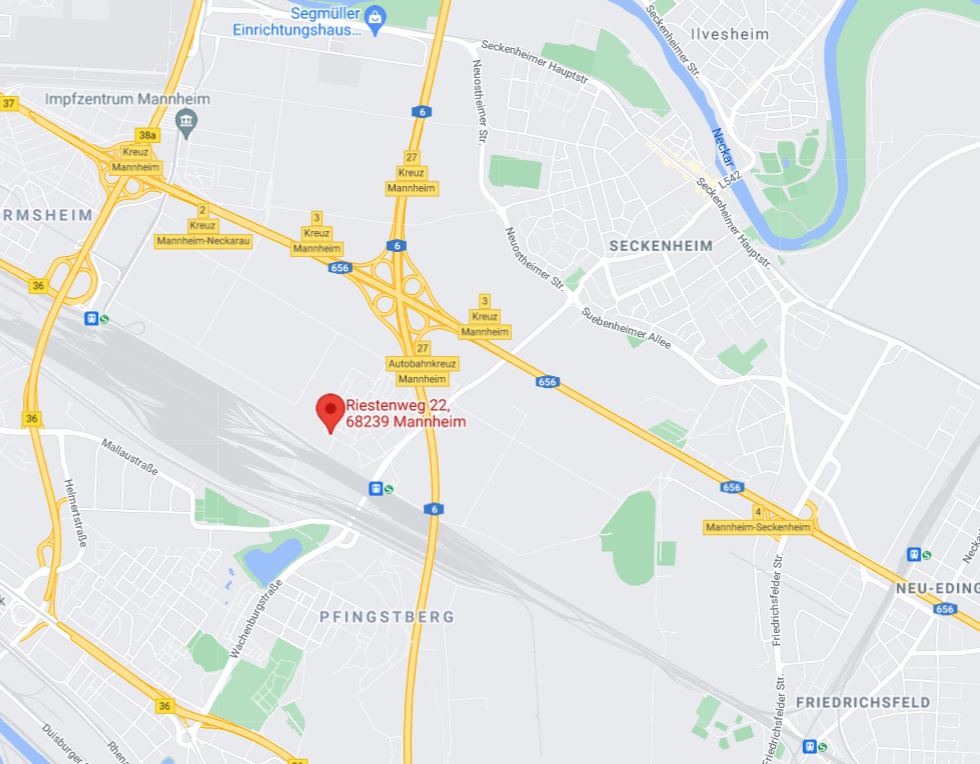 Segmüller
Einrichtungshaus...
Ilvesheim
Seckenheimer Str.
Seckenheimer Hauptstr.
37
Impfzentrum Mannheim
6
Neuostheimer Str.
38a
Kreuz
Mannheim
27
Kreuz
Mannheim
Neckar
L542
Seckenheimer Hauptstr.
RMSHEIM
2
Kreuz
Mannheim-Neckarau
3
Kreuz
Mannheim
6
656
SECKENHEIM
Neuostheimer Str.
36
S
3
Kreuz
Mannheim
Suebenheimer Allee
27
Autobahnkreuz
Mannheim
656
Riestenweg 22,
68239 Mannheim
36
Mallaustraße
Helmertstraße
S
6
656
4
Mannheim-Seckenheim
S
Friedrichsfelder Str.
NEU-EDING
656
PFINGSTBERG
Wachenburgstraße
k
Friedrichsfelder Str.
FRIEDRICHSFELD
36
S
Duisburger
Rhen